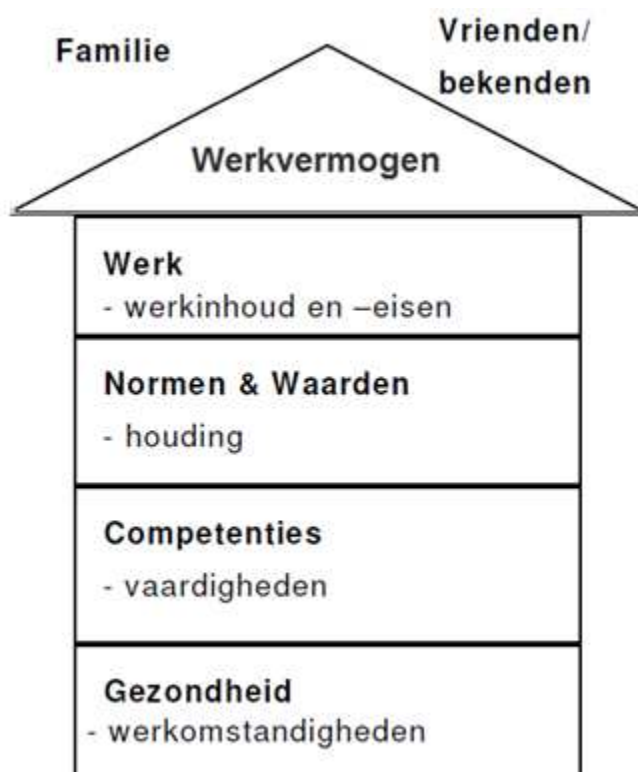 Familie
Vrienden/
bekenden
Werkvermogen
Werk
- werkinhoud en –eisen
Normen & Waarden
- houding
Competenties
- vaardigheden
Gezondheid
- werkomstandigheden